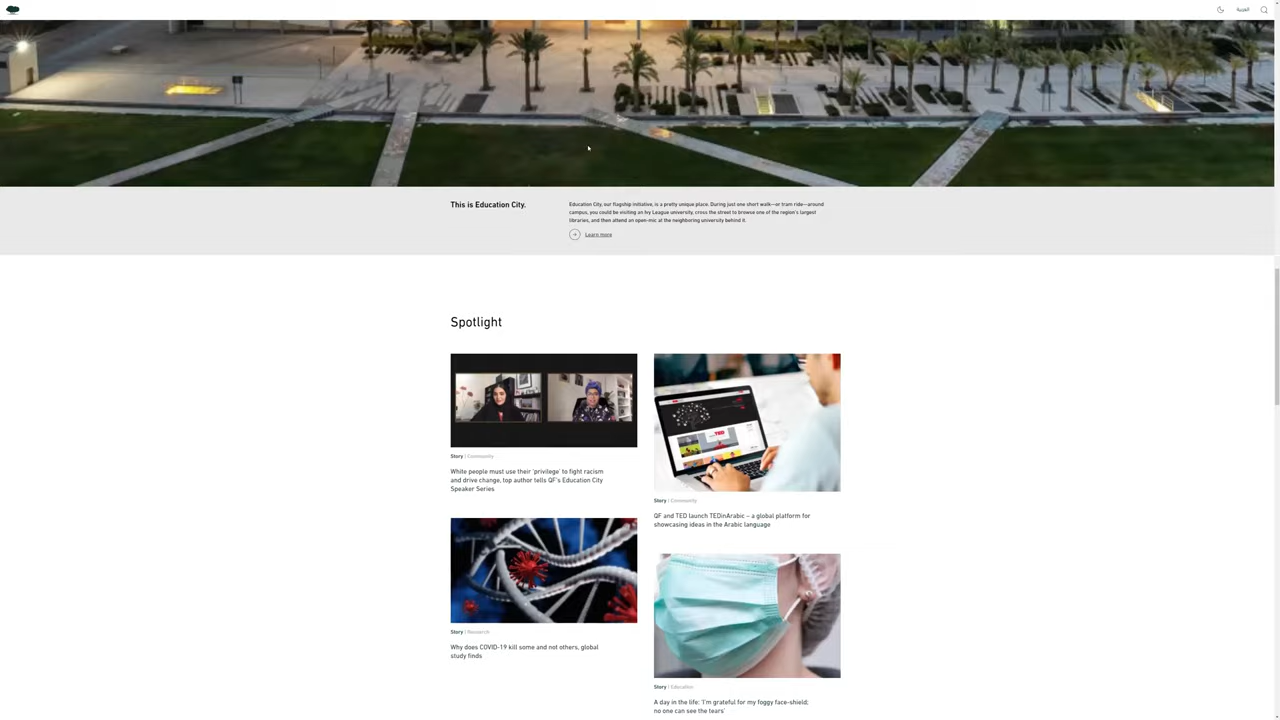 العربية
This is Education City.
Education City, our flagship initiative, is a pretty unique place. During just one short walk—or tram ride—around
campus, you could be visiting an Ivy League university, cross the street to browse one of the region's largest
libraries, and then attend an open-mic at the neighboring university behind it.
Learn more
Spotlight
Story | Community
White people must use their 'privilege' to fight racism
and drive change, top author tells QF's Education City
Speaker Series
TED
Story | Community
QF and TED launch TEDinArabic – a global platform for
showcasing ideas in the Arabic language
Story | Research
Why does COVID-19 kill some and not others, global
study finds
Story | Education
A day in the life: 'I'm grateful for my foggy face-shield;
no one can see the tears'